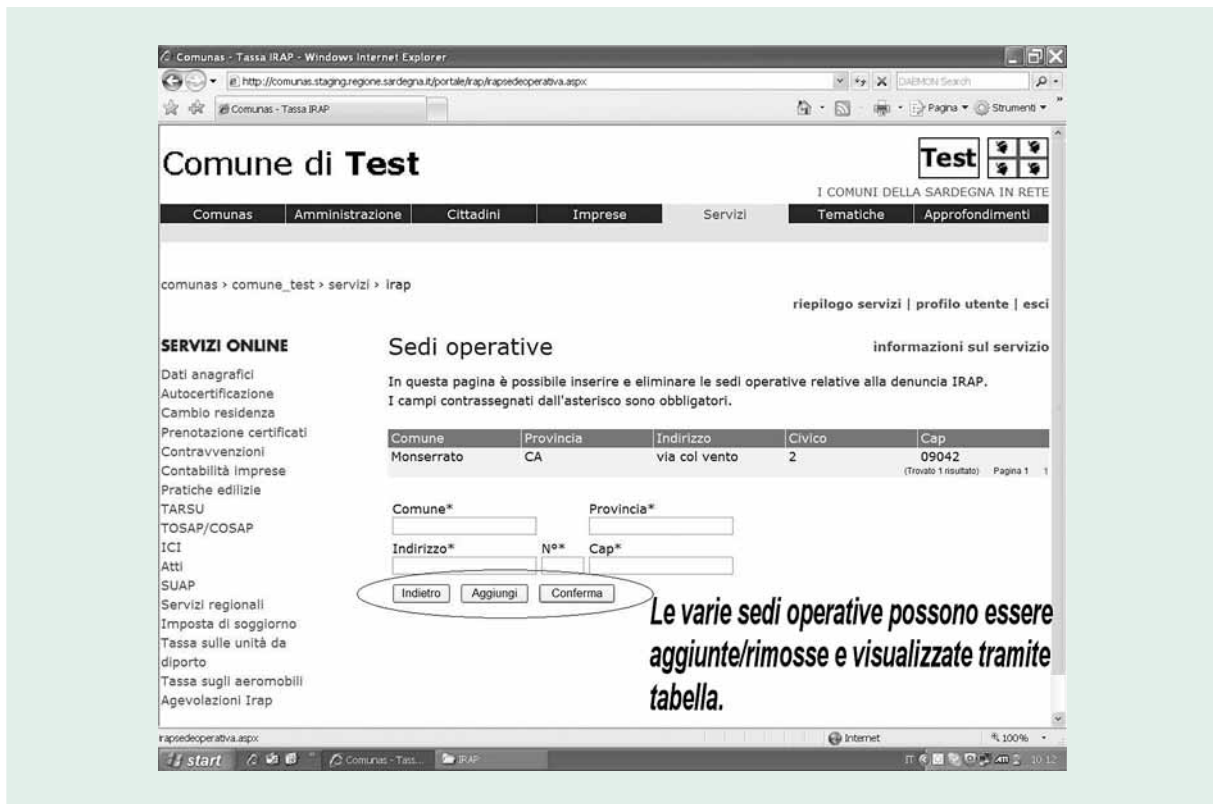 Comunas - Tassa IRAP - Windows Internet Explorer
http://comunas.staging.regione.sardegna.it/portale/irap/irapsedeoperativa.aspx
DAEMON Search
Comunas - Tassa IRAP
Pagina
Strumenti
Comune di Test
Test
I COMUNI DELLA SARDEGNA IN RETE
Comunas Amministrazione Cittadini Imprese Servizi Tematiche Approfondimenti
comunas > comune_test > servizi > irap
riepilogo servizi | profilo utente | esci
SERVIZI ONLINE
Dati anagrafici
Autocertificazione
Cambio residenza
Prenotazione certificati
Contravvenzioni
Contabilità imprese
Pratiche edilizie
TARSU
TOSAP/COSAP
ICI
Atti
SUAP
Servizi regionali
Imposta di soggiorno
Tassa sulle unità da
diporto
Tassa sugli aeromobili
Agevolazioni Irap
Sedi operative
informazioni sul servizio
In questa pagina è possibile inserire e eliminare le sedi operative relative alla denuncia IRAP.
I campi contrassegnati dall'asterisco sono obbligatori.
Comune Provincia Indirizzo Civico Cap
Monserrato CA via col vento 2 09042
(Trovato 1 risultato) Pagina 1 1
Comune* Provincia*
Indirizzo* Nº* Cap*
Indietro Aggiungi Conferma
Le varie sedi operative possono essere
aggiunte/rimosse e visualizzate tramite
tabella.
irapsedeoperativa.aspx
Internet
100%
start
Comunas - Tass...
IRAP
IT
10.12